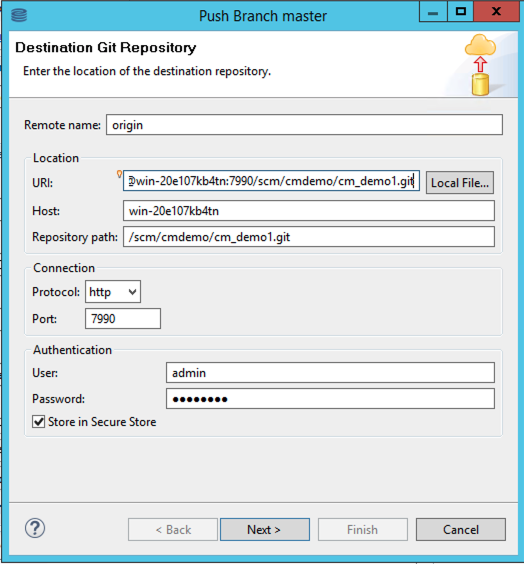 Push Branch master
Destination Git Repository
Enter the location of the destination repository.
Remote name: origin
Location
URI: @win-20e107kb4tn:7990/scm/cmdemo/cm_demo1.git Local File...
Host: win-20e107kb4tn
Repository path: /scm/cmdemo/cm_demo1.git
Connection
Protocol: http
Port: 7990
Authentication
User: admin
Password: ●●●●●●●●
Store in Secure Store
< Back Next > Finish Cancel